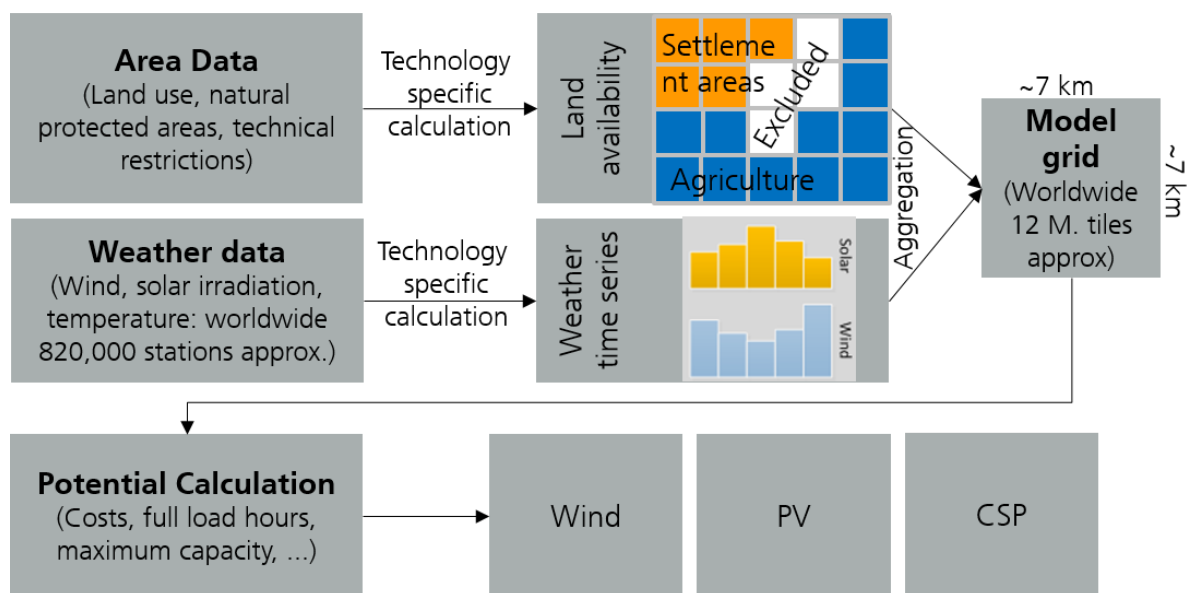 Area Data
(Land use, natural
protected areas, technical
restrictions)
Technology
specific
calculation
Land
availability
Settleme
nt areas
Excluded
Agriculture
Aggregation
~7 km
~7 km
Model
grid
(Worldwide
12 M. tiles
approx)
Weather data
(Wind, solar irradiation,
temperature: worldwide
820,000 stations approx.)
Technology
specific
calculation
Weather
time series
Solar
Wind
Potential Calculation
(Costs, full load hours,
maximum capacity, ...)
Wind
PV
CSP